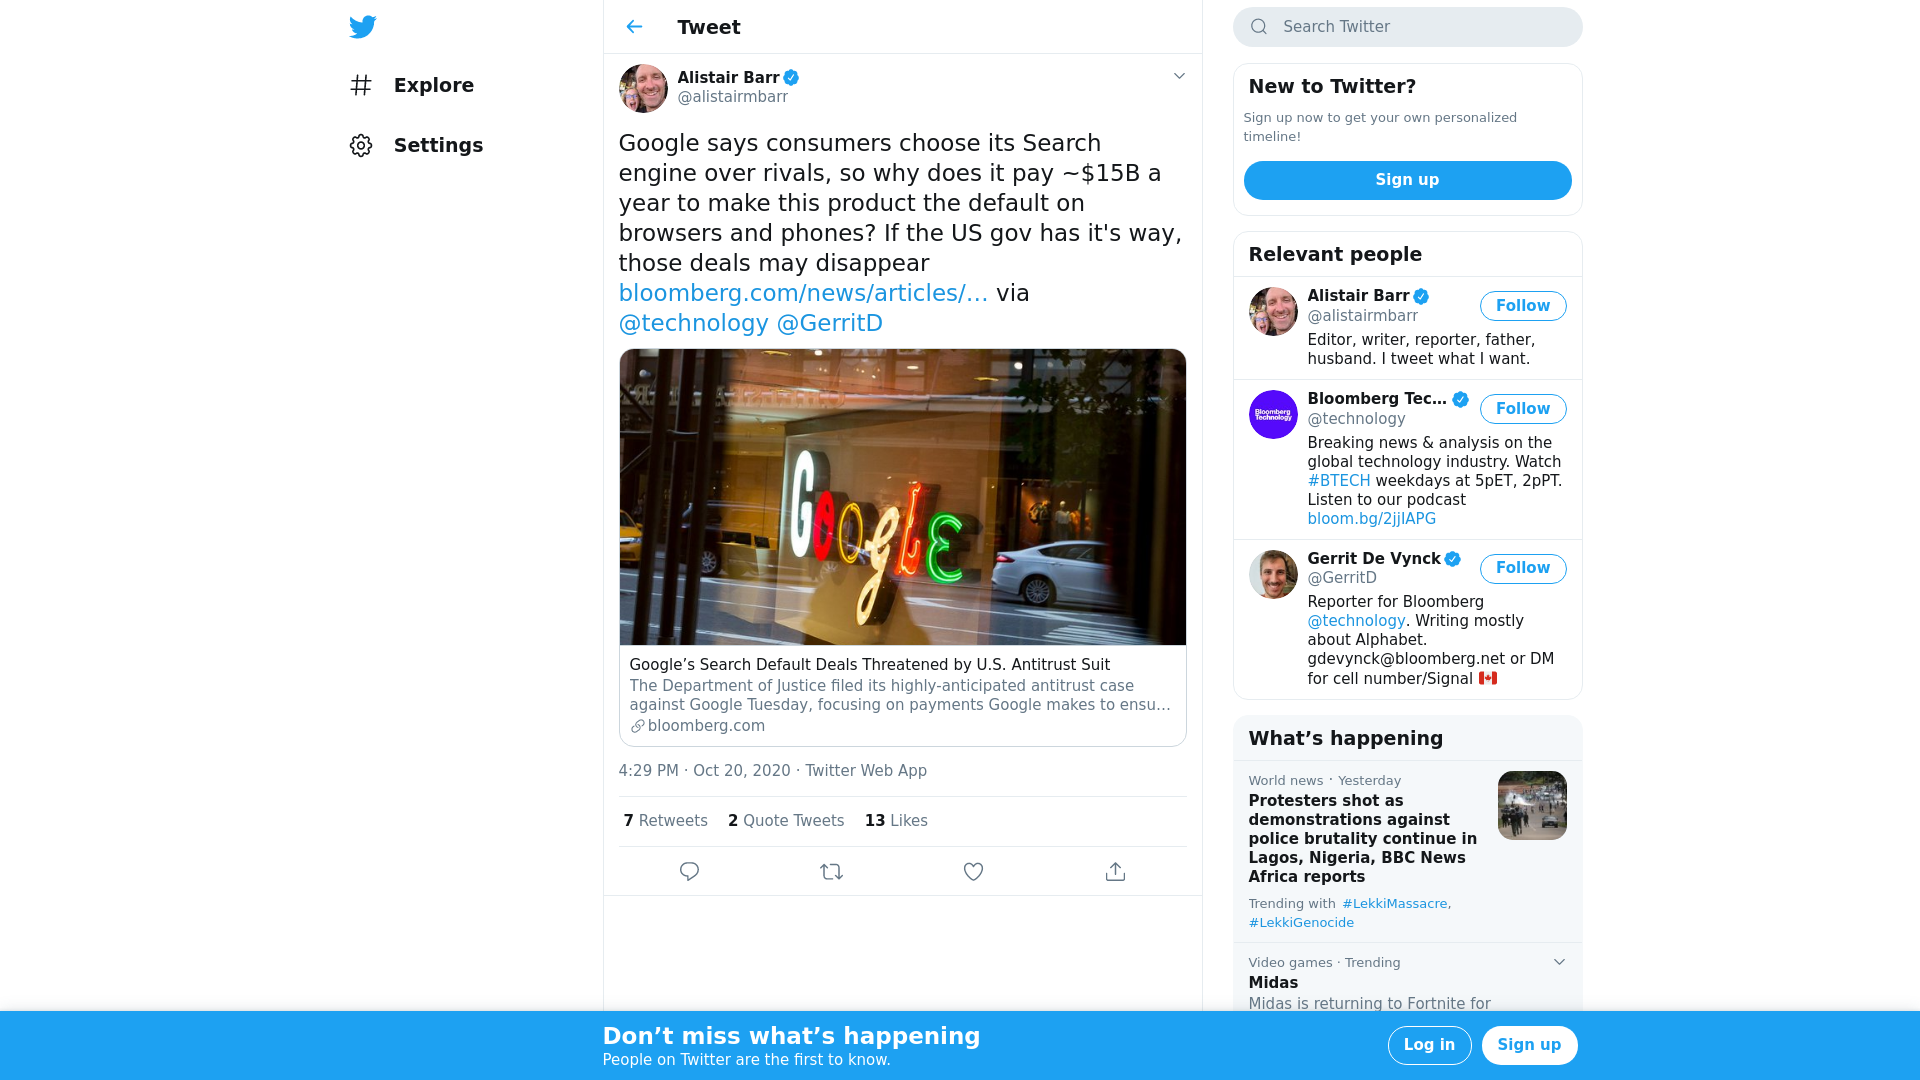 Explore
Settings
Tweet
Alistair Barr
@alistairmbarr
Google says consumers choose its Search
engine over rivals, so why does it pay ~$15B a
year to make this product the default on
browsers and phones? If the US gov has it's way,
those deals may disappear
bloomberg.com/news/articles/… via
@technology @GerritD
Google
Google’s Search Default Deals Threatened by U.S. Antitrust Suit
The Department of Justice filed its highly-anticipated antitrust case
against Google Tuesday, focusing on payments Google makes to ensu…
bloomberg.com
4:29 PM · Oct 20, 2020 · Twitter Web App
7 Retweets 2 Quote Tweets 13 Likes
Search Twitter
New to Twitter?
Sign up now to get your own personalized
timeline!
Sign up
Relevant people
Alistair Barr
@alistairmbarr
Follow
Editor, writer, reporter, father,
husband. I tweet what I want.
Bloomberg Technology
Bloomberg Tec…
@technology
Follow
Breaking news & analysis on the
global technology industry. Watch
#BTECH weekdays at 5pET, 2pPT.
Listen to our podcast
bloom.bg/2jjIAPG
Gerrit De Vynck
@GerritD
Follow
Reporter for Bloomberg
@technology. Writing mostly
about Alphabet.
gdevynck@bloomberg.net or DM
for cell number/Signal 🇨🇦
What’s happening
World news · Yesterday
Protesters shot as
demonstrations against
police brutality continue in
Lagos, Nigeria, BBC News
Africa reports
Trending with #LekkiMassacre,
#LekkiGenocide
Video games · Trending
Midas
Midas is returning to Fortnite for
Don’t miss what’s happening
People on Twitter are the first to know.
Log in
Sign up